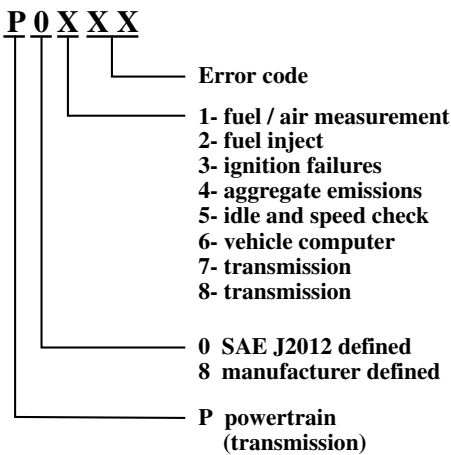 P 0 X X X
Error code
1- fuel / air measurement
2- fuel inject
3- ignition failures
4- aggregate emissions
5- idle and speed check
6- vehicle computer
7- transmission
8- transmission
0 SAE J2012 defined
8 manufacturer defined
P powertrain
(transmission)